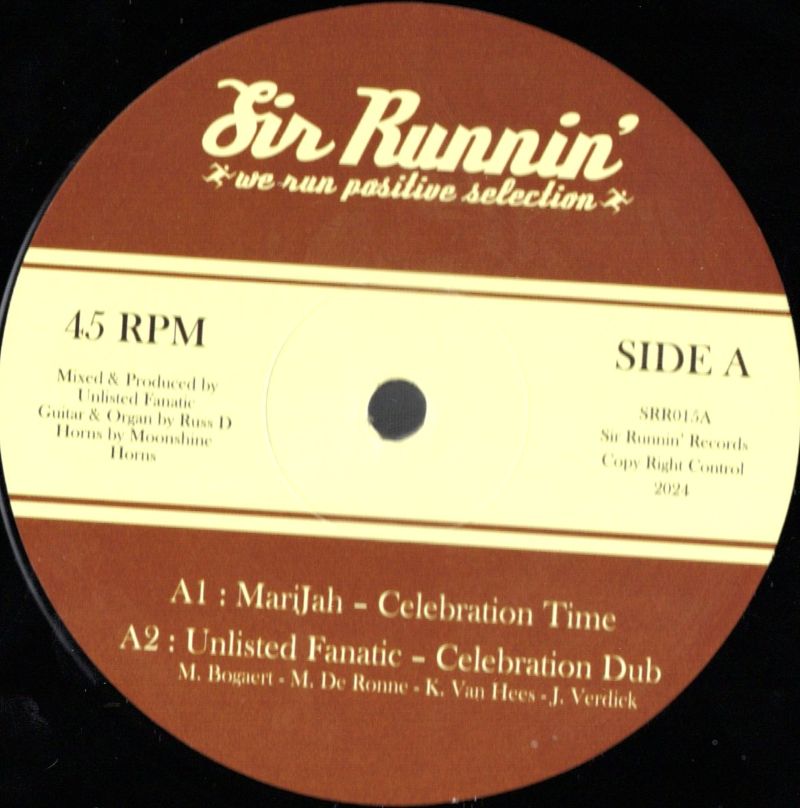 Sir Runnin'
we run positive selection
45 RPM
Mixed & Produced by
Unlisted Fanatic
Guitar & Organ by Russ D
Horns by Moonshine
Horns
SIDE A
SRR015A
Sir Runnin' Records
Copy Right Control
2024
A1 : MariJah - Celebration Time
A2 : Unlisted Fanatic - Celebration Dub
M. Bogaert - M. De Ronne - K. Van Hees - J. Verdick